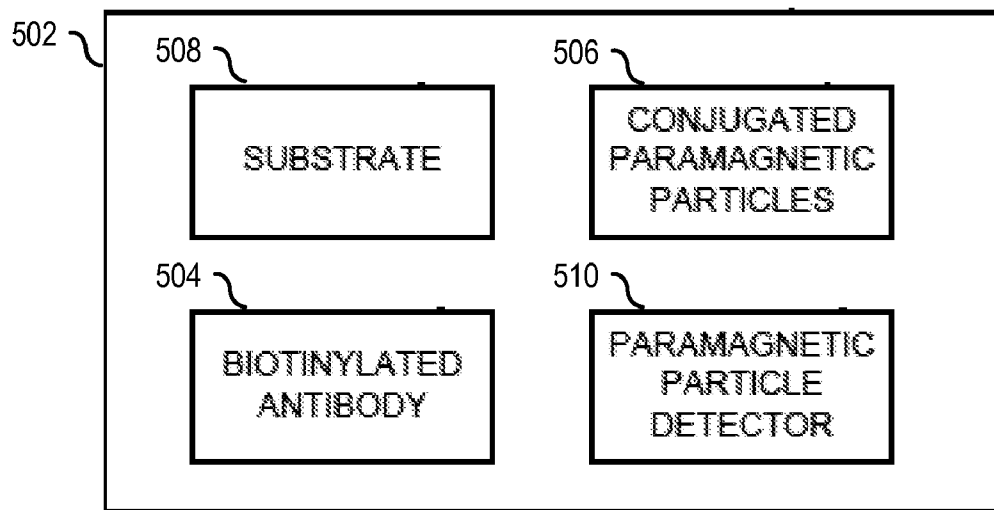 502
508
SUBSTRATE
506
CONJUGATED
PARAMAGNETIC
PARTICLES
504
BIOTINYLATED
ANTIBODY
510
PARAMAGNETIC
PARTICLE
DETECTOR